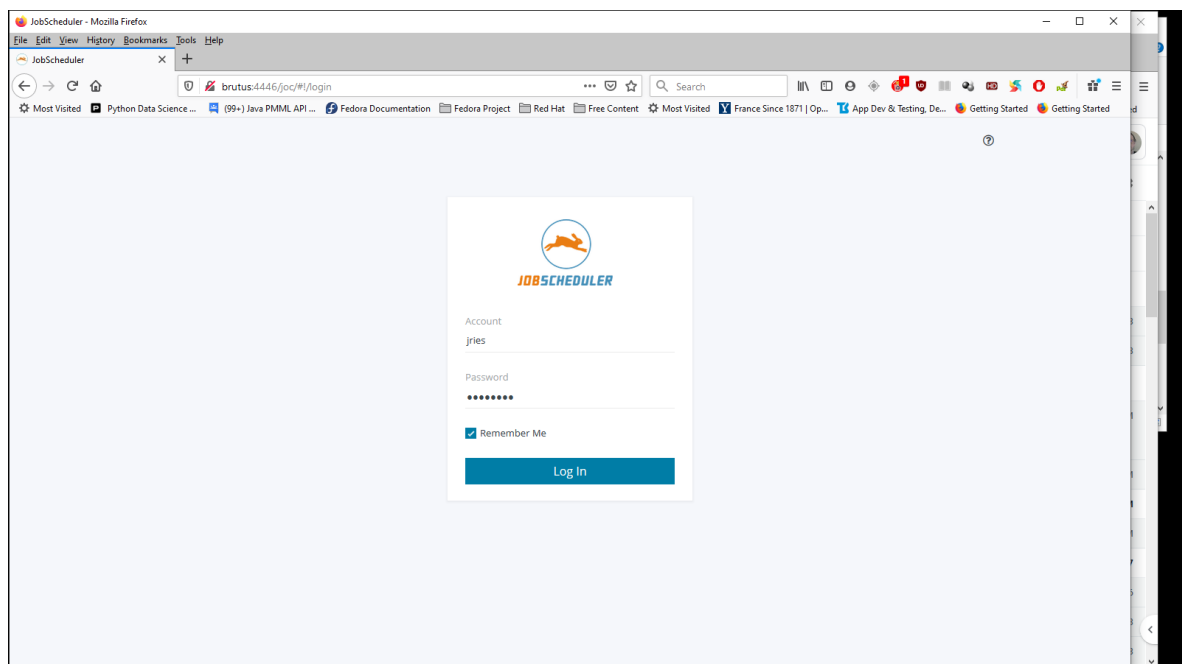 JobScheduler - Mozilla Firefox
File Edit View History Bookmarks Tools Help
JobScheduler
brutus:4446/joc/#!/login
Search
1
Most Visited Python Data Science ... (99+) Java PMML API ... Fedora Documentation Fedora Project Red Hat Free Content Most Visited France Since 1871 | Op... App Dev & Testing, De... Getting Started Getting Started
JOBSCHEDULER
Account
jries
Password
Remember Me
Log In